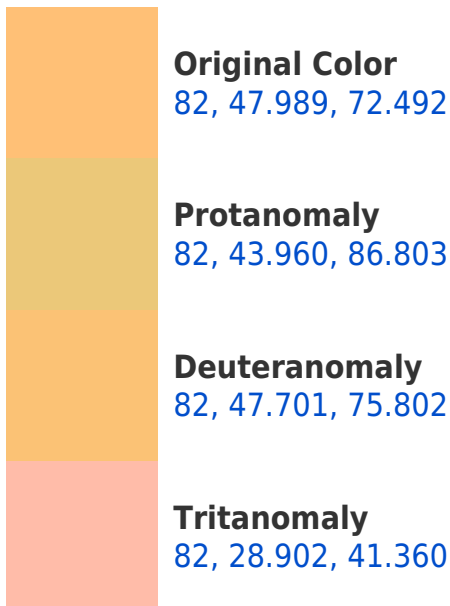 Original Color
82, 47.989, 72.492
Protanomaly
82, 43.960, 86.803
Deuteranomaly
82, 47.701, 75.802
Tritanomaly
82, 28.902, 41.360